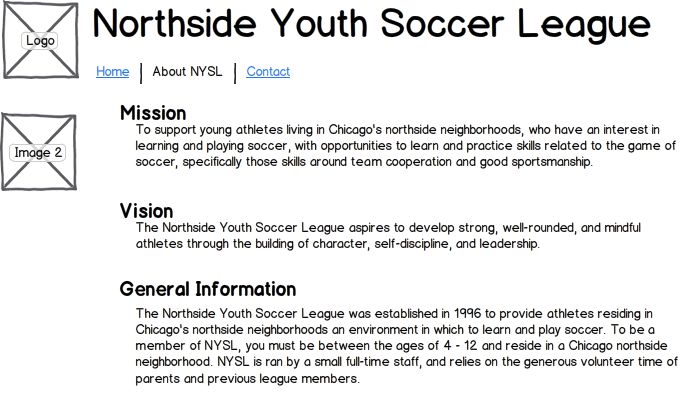 Logo
Northside Youth Soccer League
Home | About NYSL | Contact
Image 2
Mission
To support young athletes living in Chicago's northside neighborhoods, who have an interest in
learning and playing soccer, with opportunities to learn and practice skills related to the game of
soccer, specifically those skills around team cooperation and good sportsmanship.
Vision
The Northside Youth Soccer League aspires to develop strong, well-rounded, and mindful
athletes through the building of character, self-discipline, and leadership.
General Information
The Northside Youth Soccer League was established in 1996 to provide athletes residing in
Chicago's northside neighborhoods an environment in which to learn and play soccer. To be a
member of NYSL, you must be between the ages of 4 - 12 and reside in a Chicago northside
neighborhood. NYSL is ran by a small full-time staff, and relies on the generous volunteer time of
parents and previous league members.